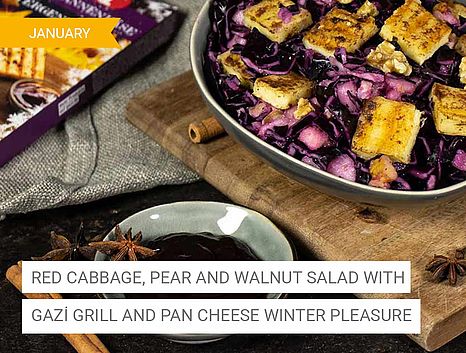 JANUARY
RED CABBAGE, PEAR AND WALNUT SALAD WITH
GAZİ GRILL AND PAN CHEESE WINTER PLEASURE